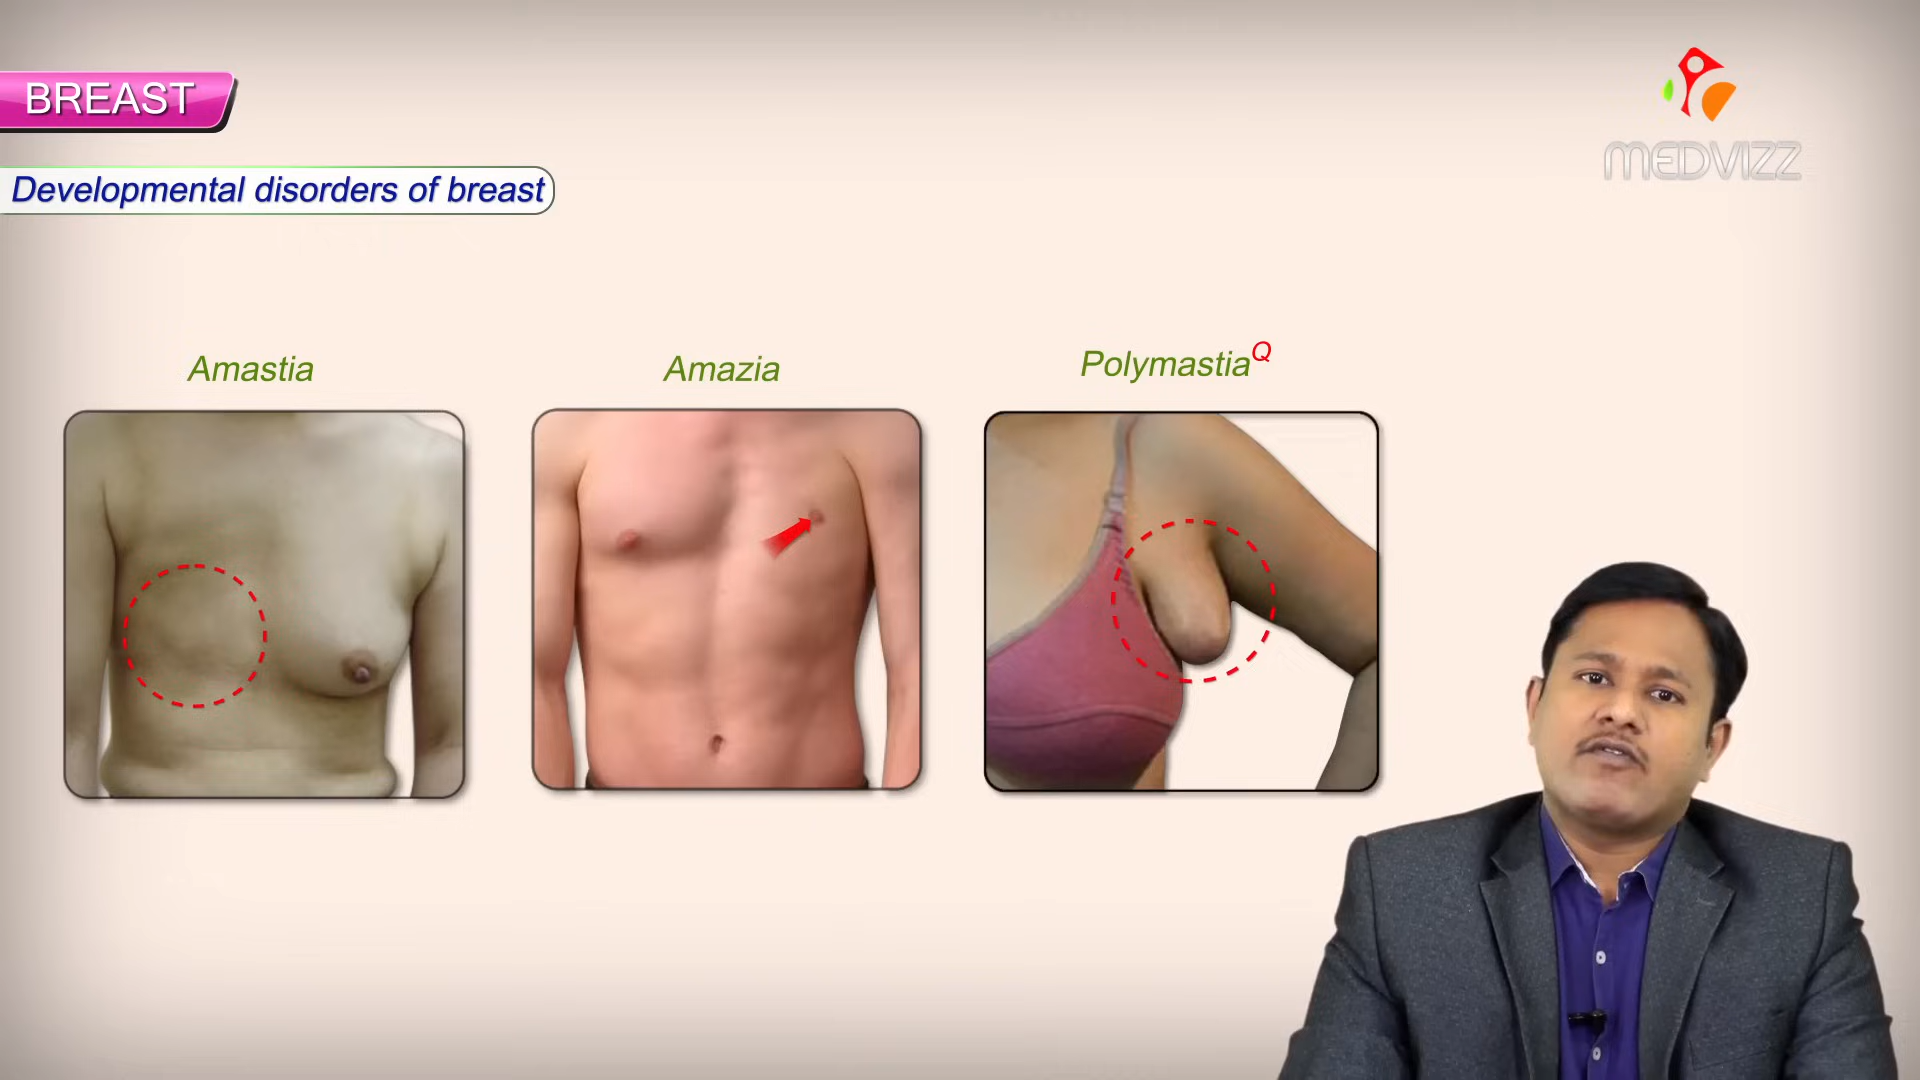 BREAST
MEDVIZZ
Developmental disorders of breast
Amastia
Amazia
PolymastiaQ